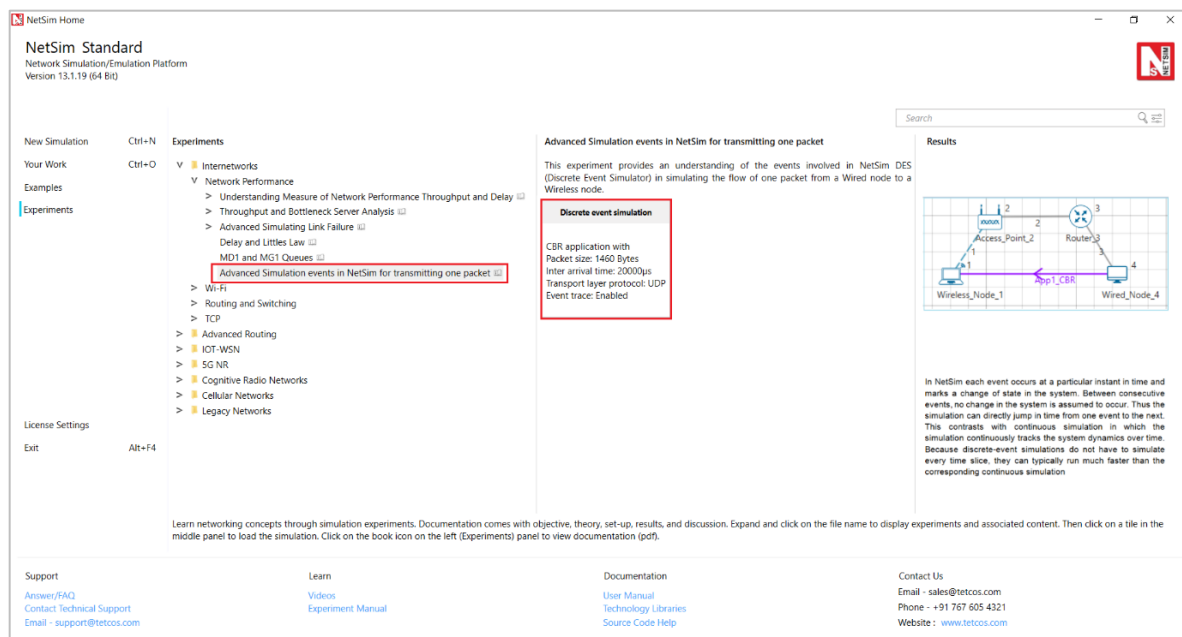 NetSim Home
NetSim Standard
Network Simulation/Emulation Platform
Version 13.1.19 (64 Bit)
NETSIM
Search
New Simulation Ctrl+N
Your Work Ctrl+O
Examples
Experiments
License Settings
Exit Alt+F4
Experiments
Internetworks
Network Performance
Understanding Measure of Network Performance Throughput and Delay
Throughput and Bottleneck Server Analysis
Advanced Simulating Link Failure
Delay and Littles Law
MD1 and MG1 Queues
Advanced Simulation events in NetSim for transmitting one packet
Wi-Fi
Routing and Switching
TCP
Advanced Routing
IOT-WSN
5G NR
Cognitive Radio Networks
Cellular Networks
Legacy Networks
Advanced Simulation events in NetSim for transmitting one packet
This experiment provides an understanding of the events involved in NetSim DES
(Discrete Event Simulator) in simulating the flow of one packet from a Wired node to a
Wireless node.
Discrete event simulation
CBR application with
Packet size: 1460 Bytes
Inter arrival time: 20000µs
Transport layer protocol: UDP
Event trace: Enabled
Results
2
3
2
2
Access_Point_2
Router_3
1
3
1
4
App1_CBR
Wireless_Node_1
Wired_Node_4
In NetSim each event occurs at a particular instant in time and
marks a change of state in the system. Between consecutive
events, no change in the system is assumed to occur. Thus the
simulation can directly jump in time from one event to the next.
This contrasts with continuous simulation in which the
simulation continuously tracks the system dynamics over time.
Because discrete-event simulations do not have to simulate
every time slice, they can typically run much faster than the
corresponding continuous simulation
Learn networking concepts through simulation experiments. Documentation comes with objective, theory, set-up, results, and discussion. Expand and click on the file name to display experiments and associated content. Then click on a tile in the
middle panel to load the simulation. Click on the book icon on the left (Experiments) panel to view documentation (pdf).
Support
Answer/FAQ
Contact Technical Support
Email - support@tetcos.com
Learn
Videos
Experiment Manual
Documentation
User Manual
Technology Libraries
Source Code Help
Contact Us
Email - sales@tetcos.com
Phone - +91 767 605 4321
Website : www.tetcos.com